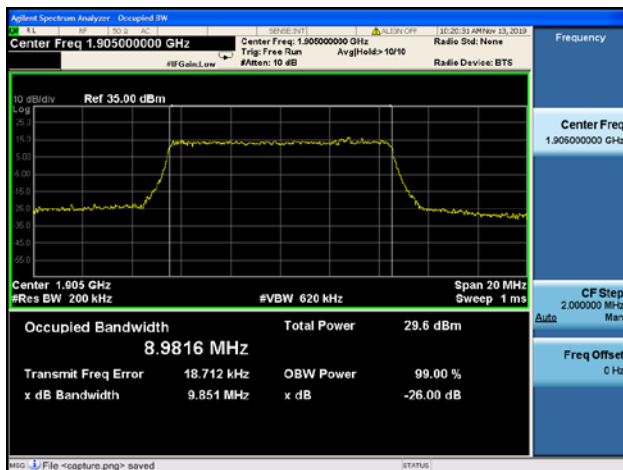 Agilent Spectrum Analyzer - Occupied BW
RL RF 50 Ω AC SENSE:INT ALIGN OFF 10:20:31 AM Nov 13, 2019
Center Freq 1.905000000 GHz
Center Freq: 1.905000000 GHz
Radio Std: None
Trig: Free Run Avg|Hold:> 10/10
#IFGain:Low #Atten: 10 dB
Radio Device: BTS
Frequency
10 dB/div Ref 35.00 dBm
Log
25.0
15.0
5.00
-5.00
-15.0
-25.0
-35.0
-45.0
-55.0
Center 1.905 GHz Span 20 MHz
#Res BW 200 kHz #VBW 620 kHz Sweep 1 ms
Occupied Bandwidth Total Power 29.6 dBm
8.9816 MHz
Transmit Freq Error 18.712 kHz OBW Power 99.00 %
x dB Bandwidth 9.851 MHz x dB -26.00 dB
Center Freq
1.905000000 GHz
CF Step
2.000000 MHz
Auto Man
Freq Offset
0 Hz
MSG File <capture.png> saved STATUS